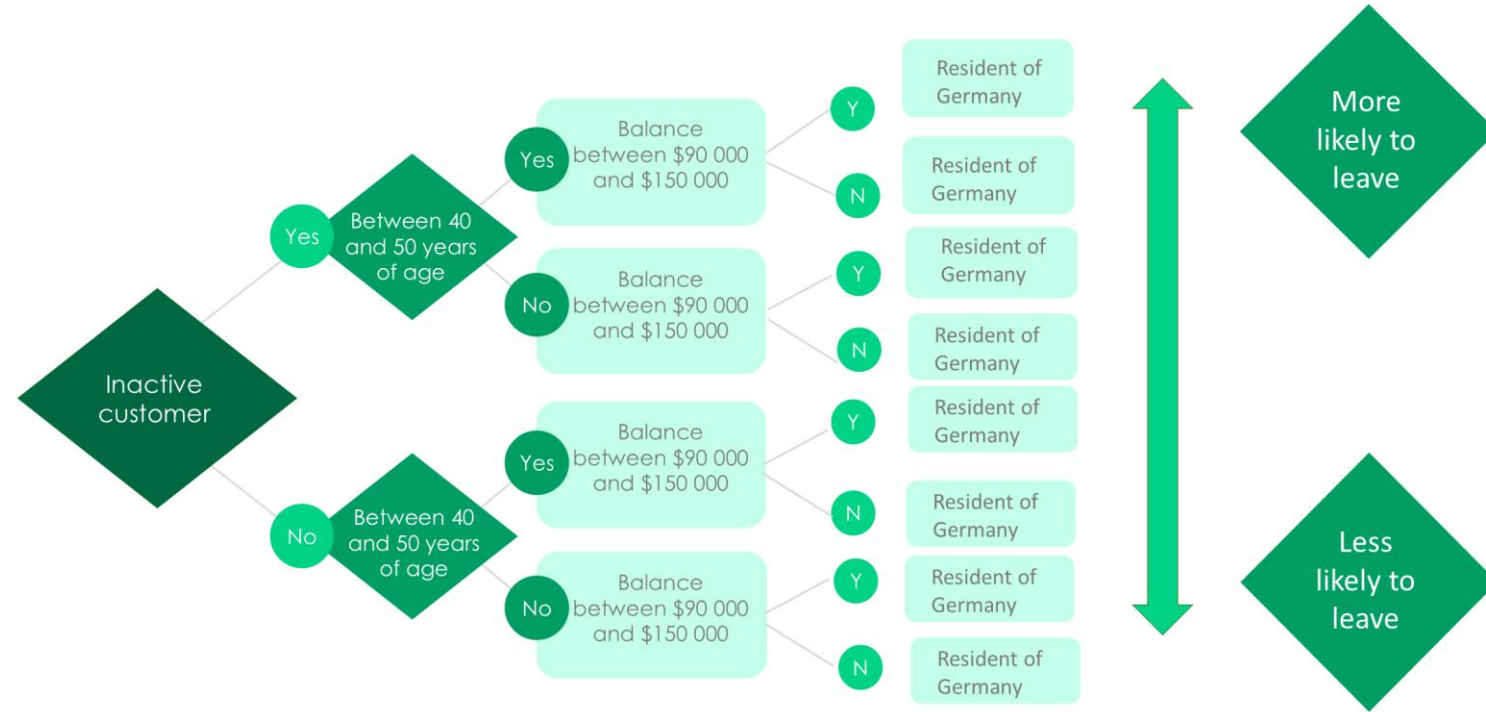 Inactive
customer
Yes
Between 40
and 50 years
of age
Yes
Balance
between $90 000
and $150 000
Y
Resident of
Germany
N
Resident of
Germany
No
Balance
between $90 000
and $150 000
Y
Resident of
Germany
N
Resident of
Germany
No
Between 40
and 50 years
of age
Yes
Balance
between $90 000
and $150 000
Y
Resident of
Germany
N
Resident of
Germany
No
Balance
between $90 000
and $150 000
Y
Resident of
Germany
N
Resident of
Germany
More
likely to
leave
Less
likely to
leave